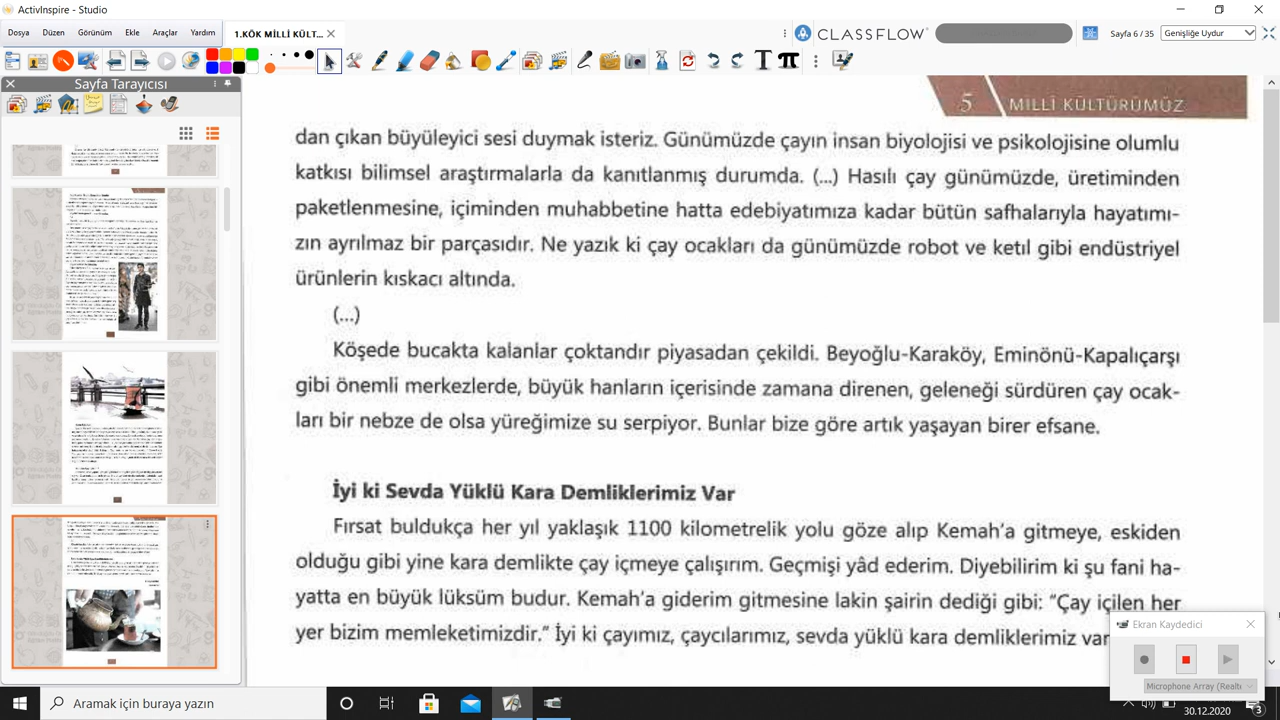 ActivInspire - Studio
Dosya Düzen Görünüm Ekle Araçlar Yardım
1.KÖK MİLLİ KÜLT...
CLASSFLOW
Sayfa 6 / 35
Genişliğe Uydur
Sayfa Tarayıcısı
5 MİLLÎ KÜLTÜRÜMÜZ
dan çıkan büyüleyici sesi duymak isteriz. Günümüzde çayın insan biyolojisi ve psikolojisine olumlu
katkısı bilimsel araştırmalarla da kanıtlanmış durumda. (...) Hasılı çay günümüzde, üretiminden
paketlenmesine, içiminden muhabbetine hatta edebiyatımıza kadar bütün safhalarıyla hayatımı-
zın ayrılmaz bir parçasıdır. Ne yazık ki çay ocakları da günümüzde robot ve ketıl gibi endüstriyel
ürünlerin kıskacı altında.
(...)
Köşede bucakta kalanlar çoktandır piyasadan çekildi. Beyoğlu-Karaköy, Eminönü-Kapalıçarşı
gibi önemli merkezlerde, büyük hanların içerisinde zamana direnen, geleneği sürdüren çay ocak-
ları bir nebze de olsa yüreğimize su serpiyor. Bunlar bize göre artık yaşayan birer efsane.
İyi ki Sevda Yüklü Kara Demliklerimiz Var
Fırsat buldukça her yıl yaklaşık 1100 kilometrelik yolu göze alıp Kemah'a gitmeye, eskiden
olduğu gibi yine kara demlikte çay içmeye çalışırım. Geçmişi yâd ederim. Diyebilirim ki şu fani ha-
yatta en büyük lüksüm budur. Kemah'a giderim gitmesine lakin şairin dediği gibi: "Çay içilen her
yer bizim memleketimizdir." İyi ki çayımız, çaycılarımız, sevda yüklü kara demliklerimiz var
Ekran Kaydedici
Microphone Array (Realte
Aramak için buraya yazın
30.12.2020
3